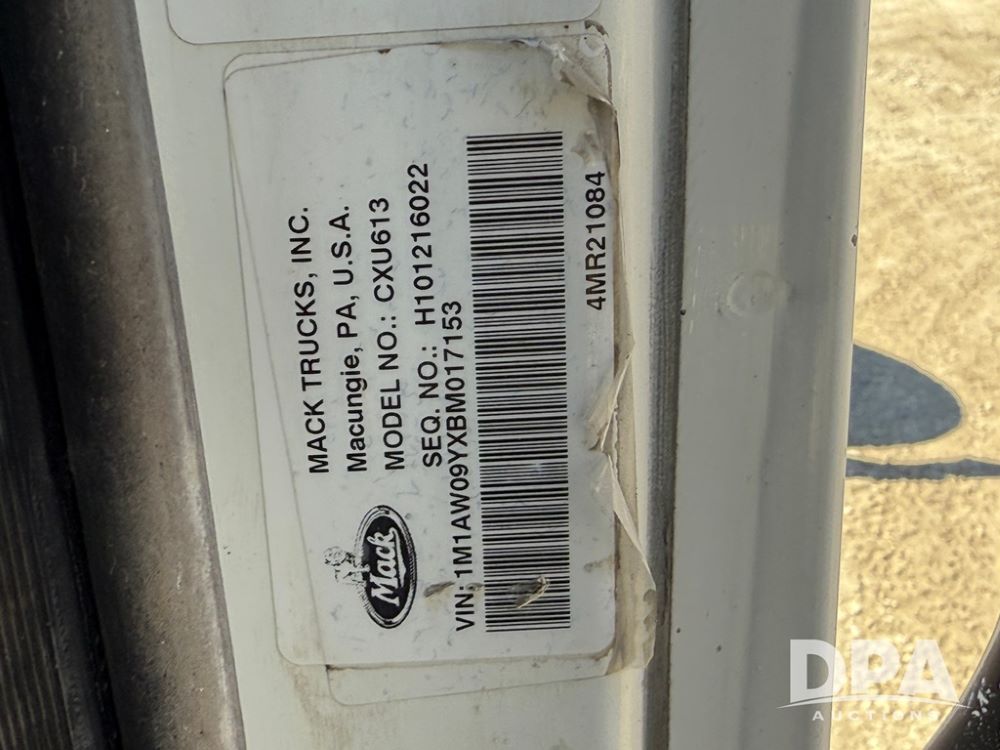 MACK TRUCKS, INC.
Macungie, PA, U.S.A.
MODEL NO.: CXU613
SEQ. NO.: H101216022
Mack
VIN: 1M1AW09YXBM017153
4MR21084
DPA
AUCTIONS